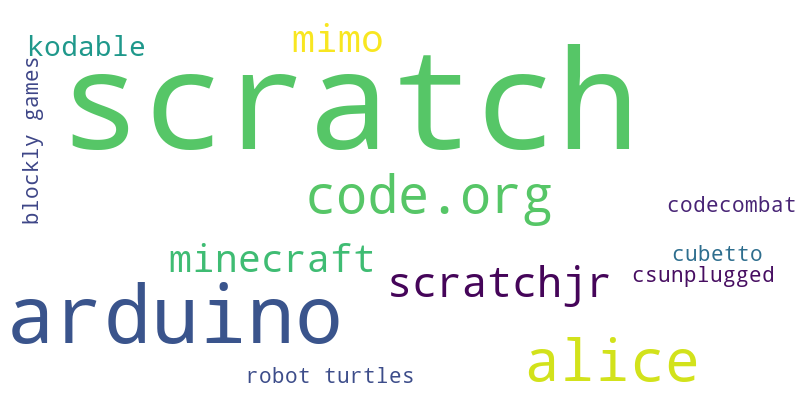 mimo
kodable
scratch
blockly games
code.org
codecombat
minecraft
cubetto
scratchjr
csunplugged
arduino
alice
robot turtles